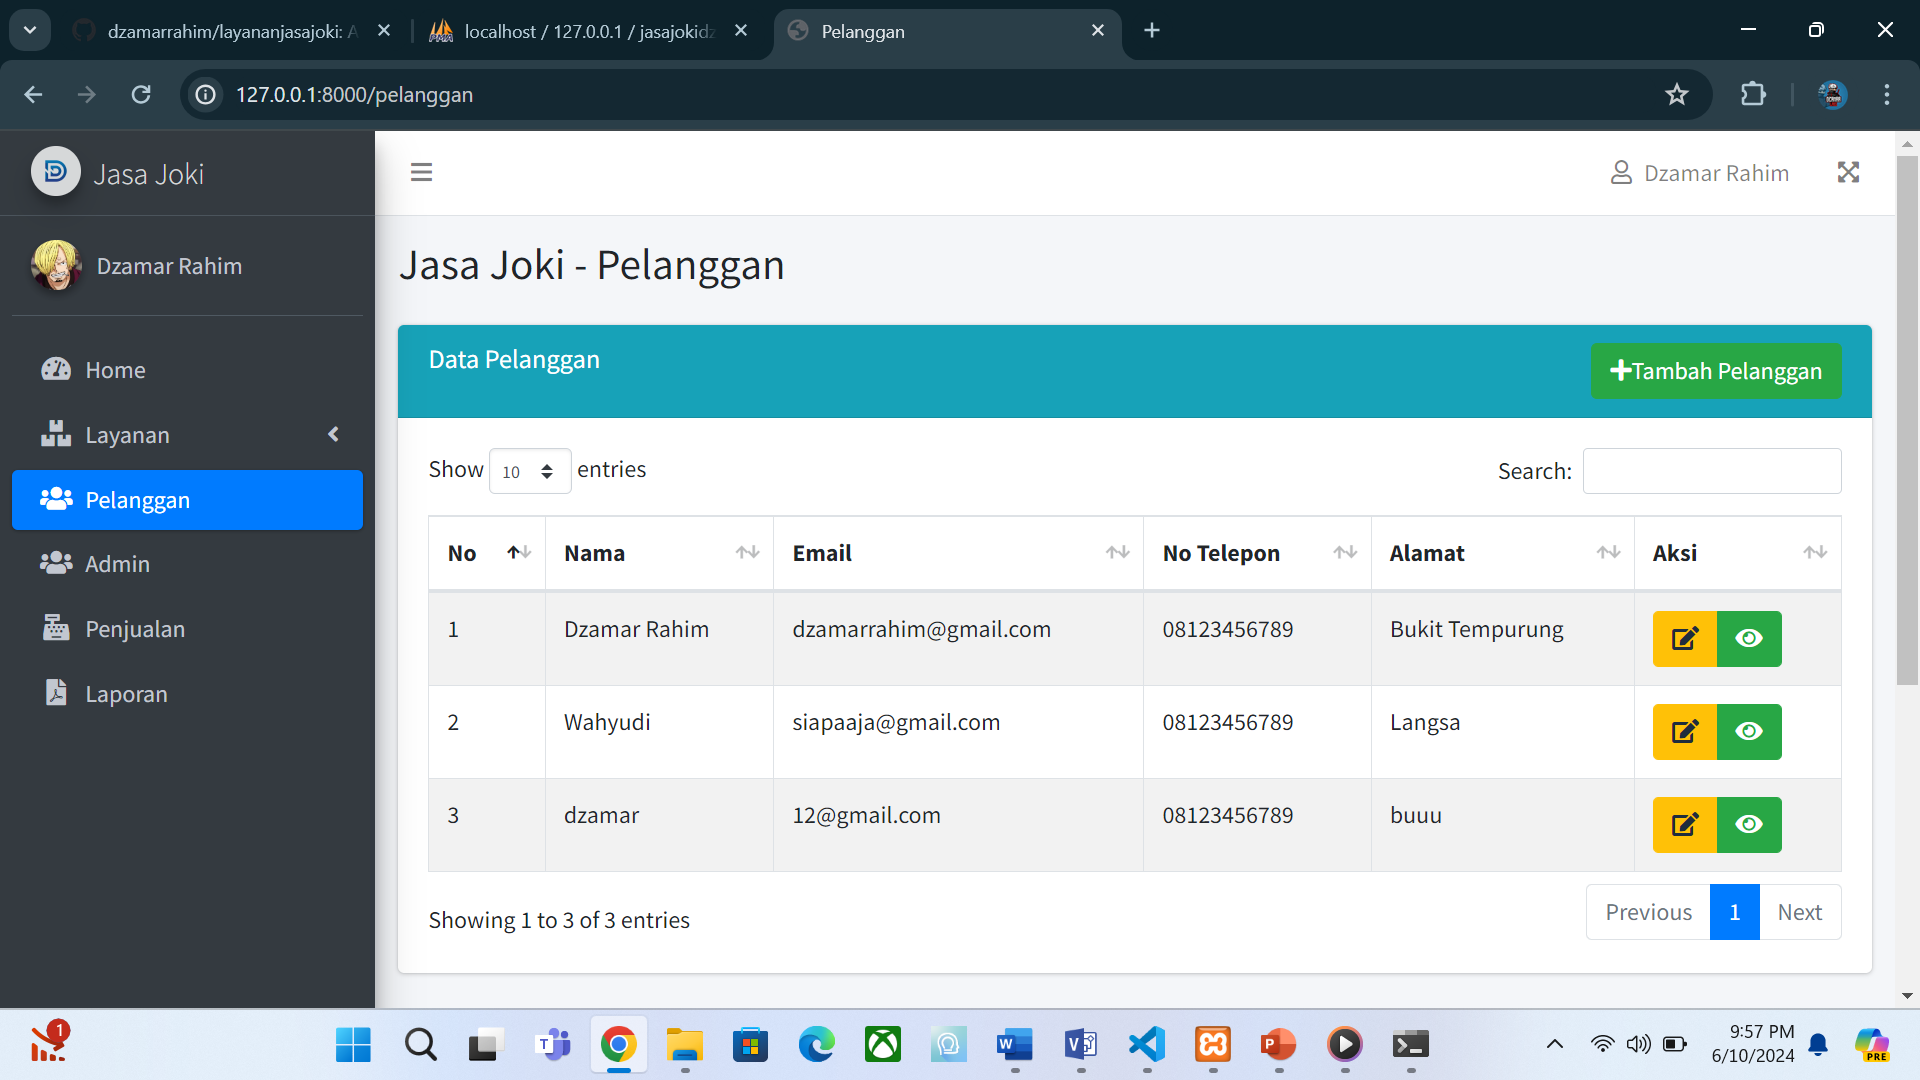 dzamarrahim/layananjasajoki: A
localhost / 127.0.0.1 / jasajokidz
Pelanggan
127.0.0.1:8000/pelanggan
Jasa Joki
Dzamar Rahim
Dzamar Rahim
Home
Layanan
Pelanggan
Admin
Penjualan
Laporan
Jasa Joki - Pelanggan
Data Pelanggan
Tambah Pelanggan
Show 10 entries
Search:
No Nama Email No Telepon Alamat Aksi
1 Dzamar Rahim dzamarrahim@gmail.com 08123456789 Bukit Tempurung
2 Wahyudi siapaaja@gmail.com 08123456789 Langsa
3 dzamar 12@gmail.com 08123456789 buuu
Showing 1 to 3 of 3 entries
Previous 1 Next
1
9:57 PM
6/10/2024
PRE